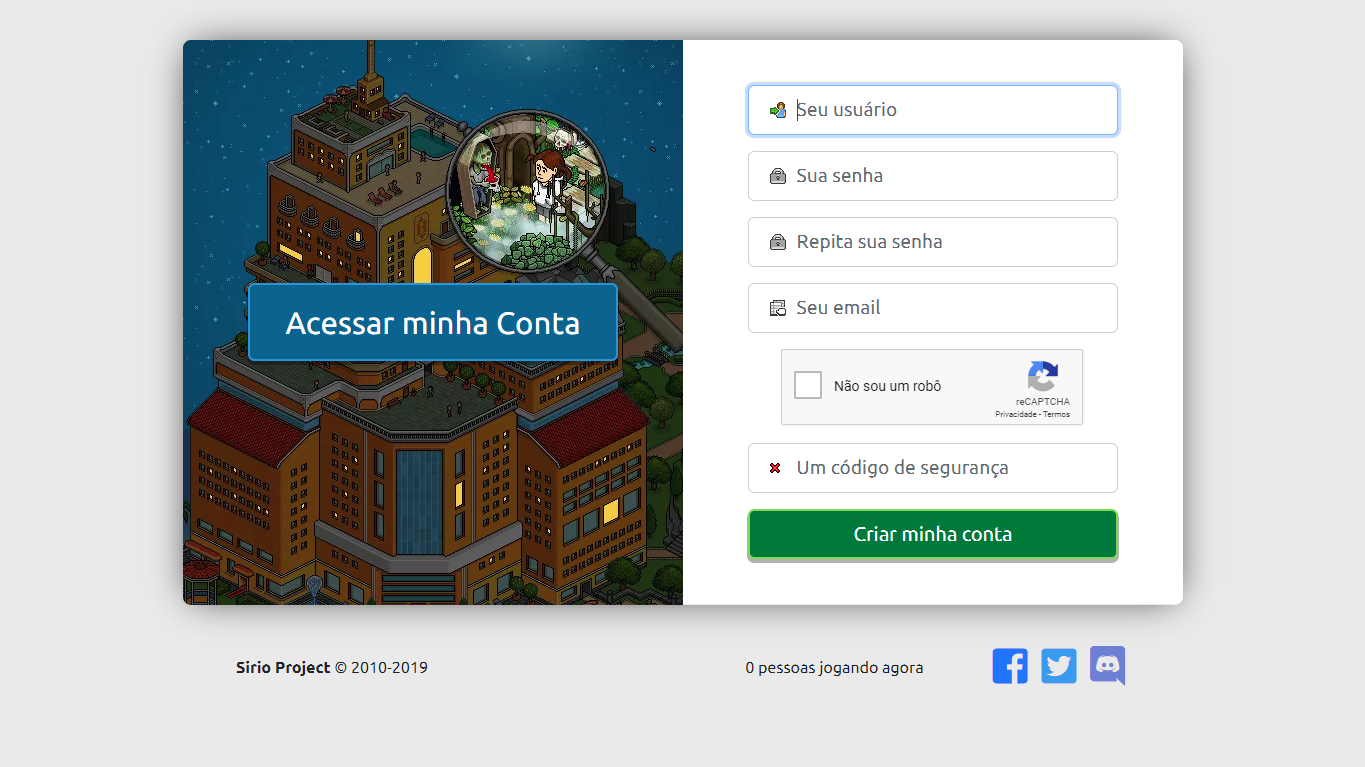 Acessar minha Conta
Seu usuário
Sua senha
Repita sua senha
Seu email
Não sou um robô
reCAPTCHA
Privacidade - Termos
Um código de segurança
Criar minha conta
Sirio Project © 2010-2019
0 pessoas jogando agora